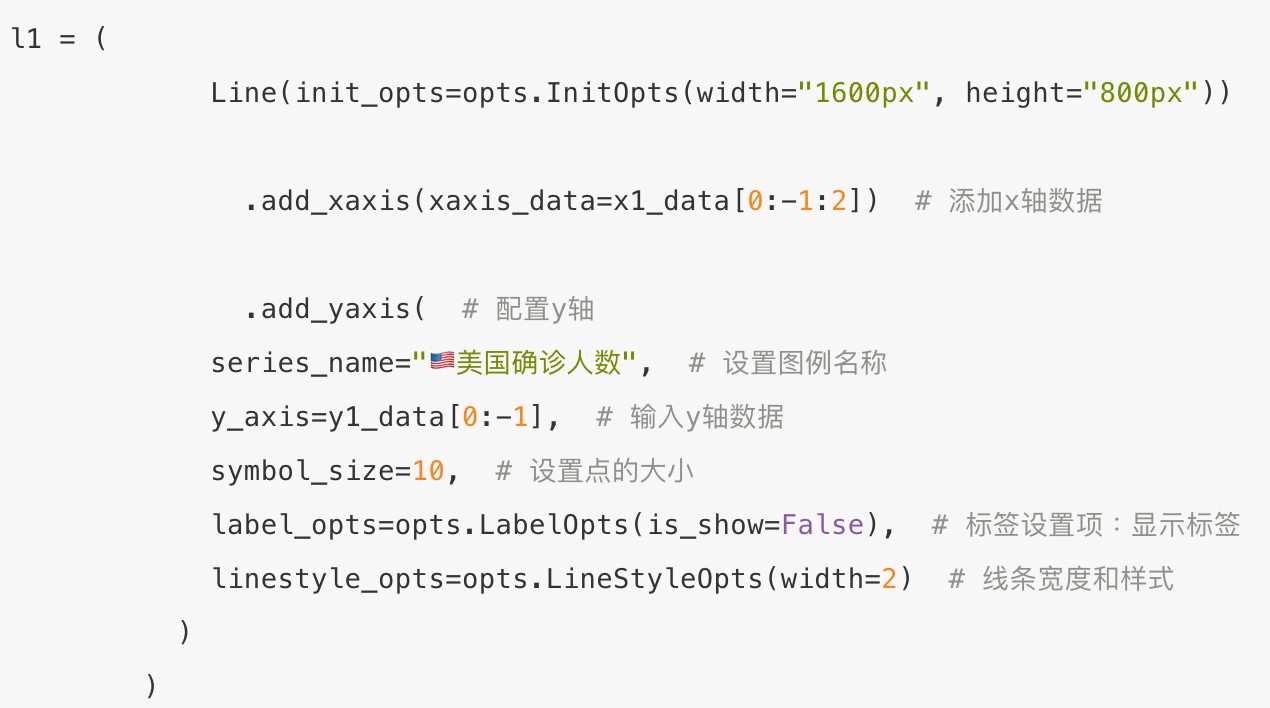 l1 = (
Line(init_opts=opts.InitOpts(width="1600px", height="800px"))
.add_xaxis(xaxis_data=x1_data[0:-1:2])  # 添加x轴数据
.add_yaxis(  # 配置y轴
series_name="🇺🇸美国确诊人数",  # 设置图例名称
y_axis=y1_data[0:-1],  # 输入y轴数据
symbol_size=10,  # 设置点的大小
label_opts=opts.LabelOpts(is_show=False),  # 标签设置项：显示标签
linestyle_opts=opts.LineStyleOpts(width=2)  # 线条宽度和样式
)
)